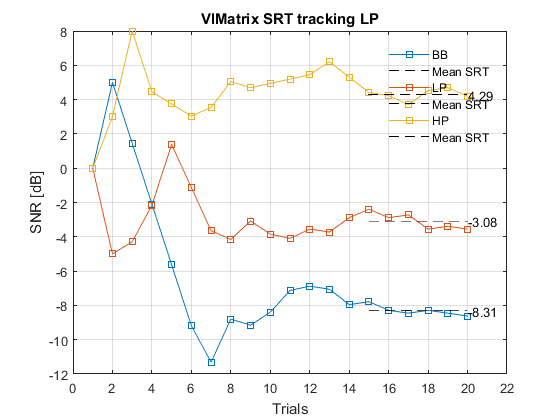 VIMatrix SRT tracking LP
SNR [dB]
8
6
4
2
0
-2
-4
-6
-8
-10
-12
BB
Mean SRT
LP
Mean SRT
HP
Mean SRT
4.29
-3.08
-8.31
0 2 4 6 8 10 12 14 16 18 20 22
Trials